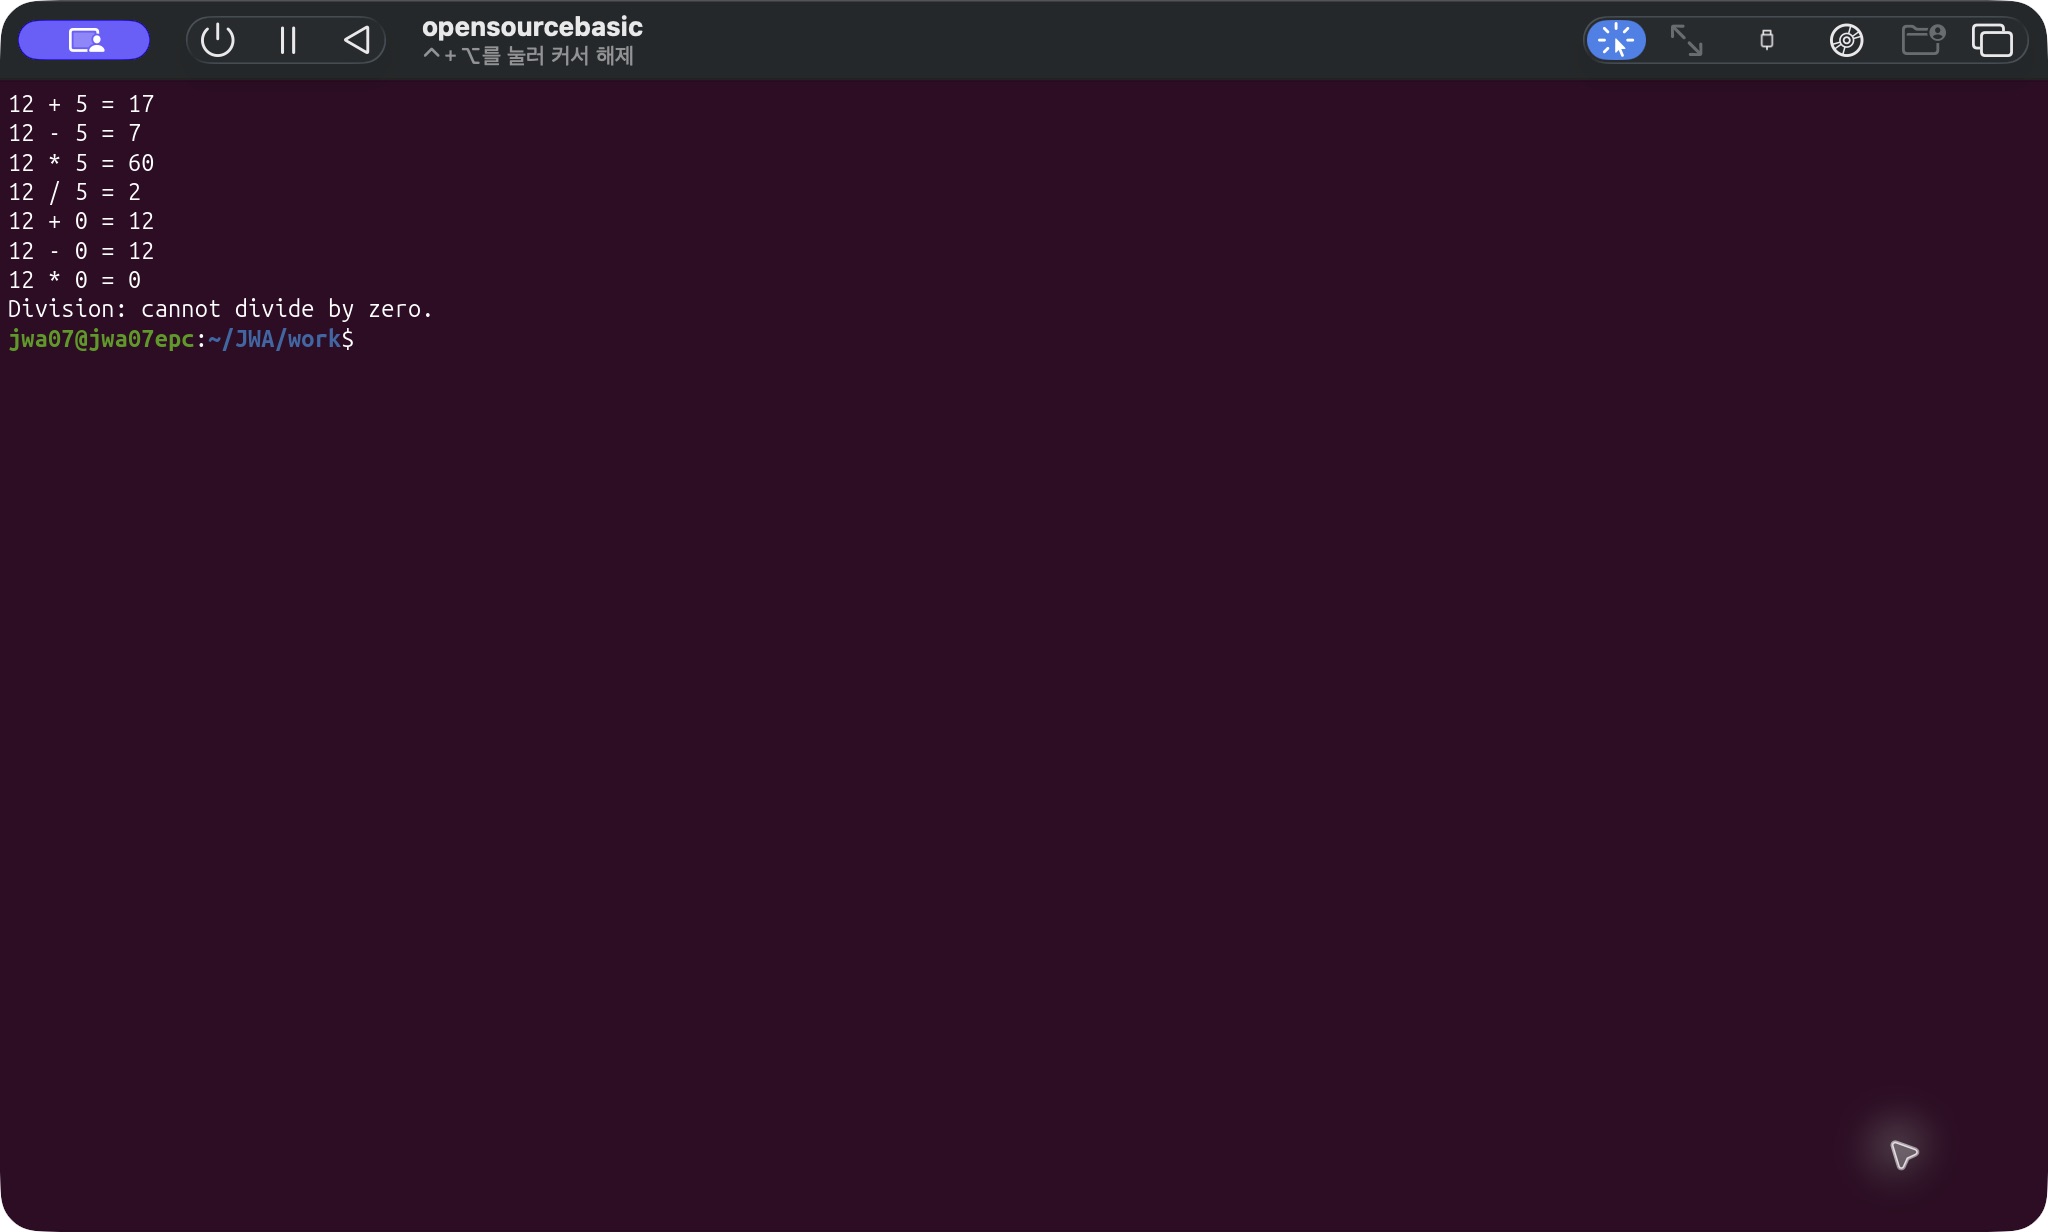 opensourcebasic
^+⌥를 눌러 커서 해제
12 + 5 = 17
12 - 5 = 7
12 * 5 = 60
12 / 5 = 2
12 + 0 = 12
12 - 0 = 12
12 * 0 = 0
Division: cannot divide by zero.
jwa07@jwa07epc:~/JWA/work$